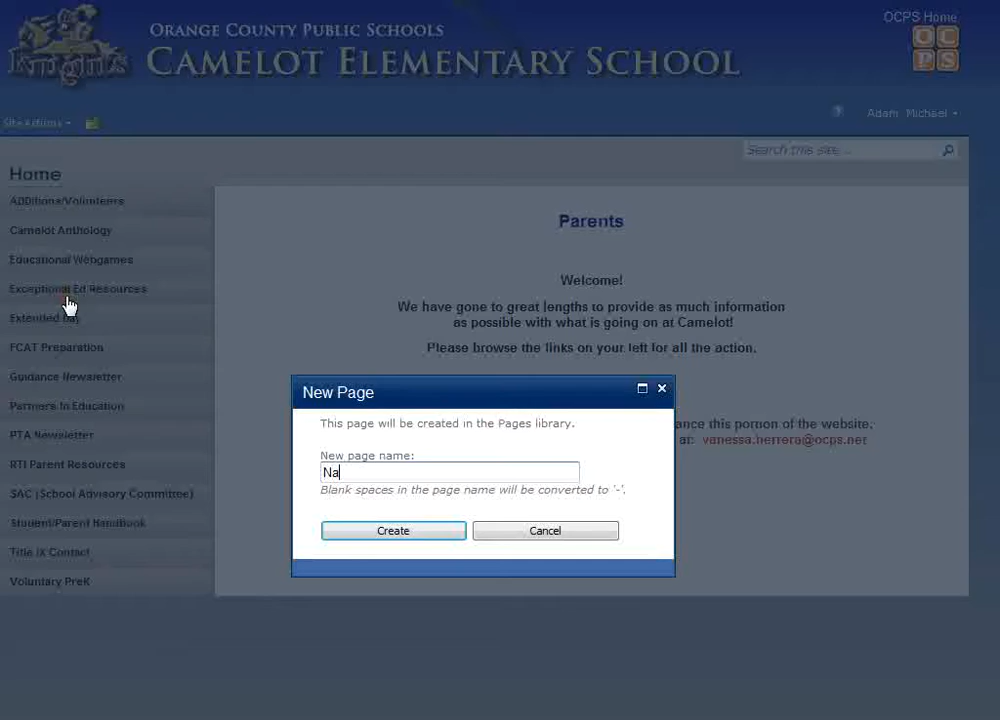 OCPS Home
ORANGE COUNTY PUBLIC SCHOOLS
CAMELOT ELEMENTARY SCHOOL
OC
PS
Knights
Site Actions
Adam Michael
Search this site...
Home
ADDitions/Volunteers
Camelot Anthology
Educational Webgames
Exceptional Ed Resources
Extended Day
FCAT Preparation
Guidance Newsletter
Partners In Education
PTA Newsletter
RTI Parent Resources
SAC (School Advisory Committee)
Student/Parent Handbook
Title IX Contact
Voluntary PreK
Parents
Welcome!
We have gone to great lengths to provide as much information
as possible with what is going on at Camelot!
Please browse the links on your left for all the action.
ance this portion of the website.
at: vanessa.herrera@ocps.net
New Page
This page will be created in the Pages library.
New page name:
Na
Blank spaces in the page name will be converted to '-'.
Create
Cancel